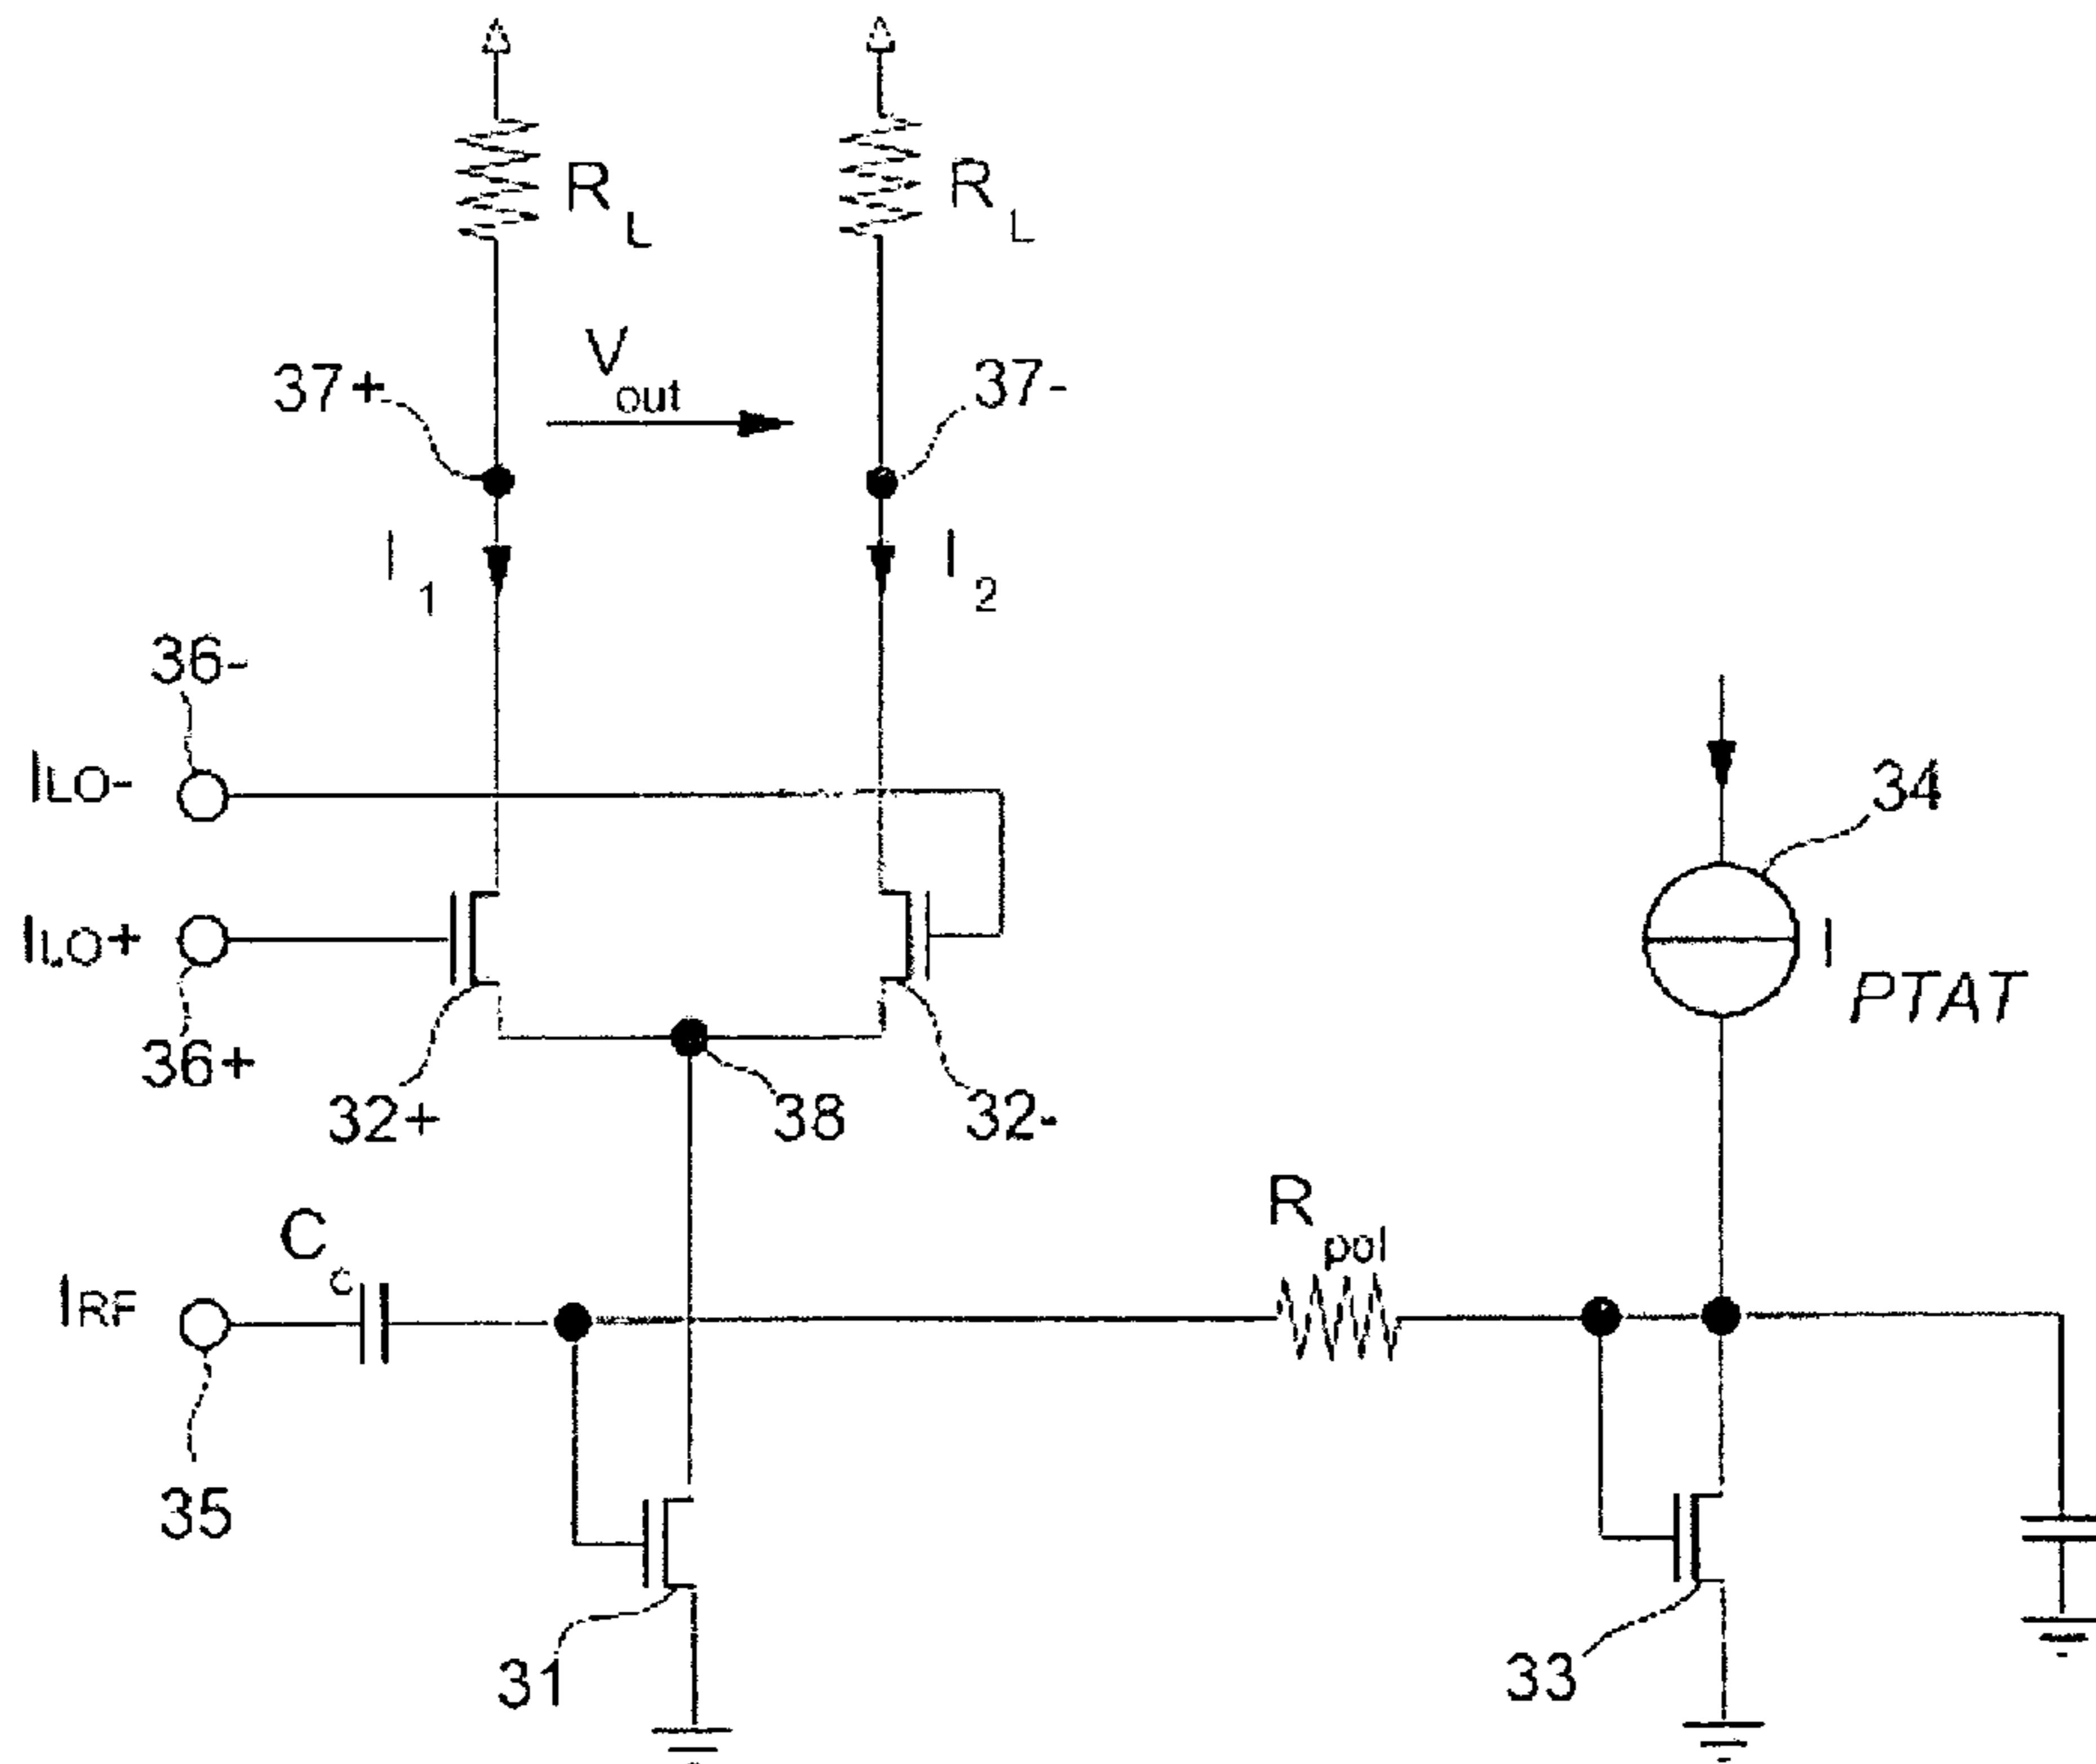 R L
R L
V out
37+
37-
I 1
I 2
36-
ILO-
34
ILO+
I PTAT
36+
32+
38
32-
R pol
C c
IRF
35
31
33